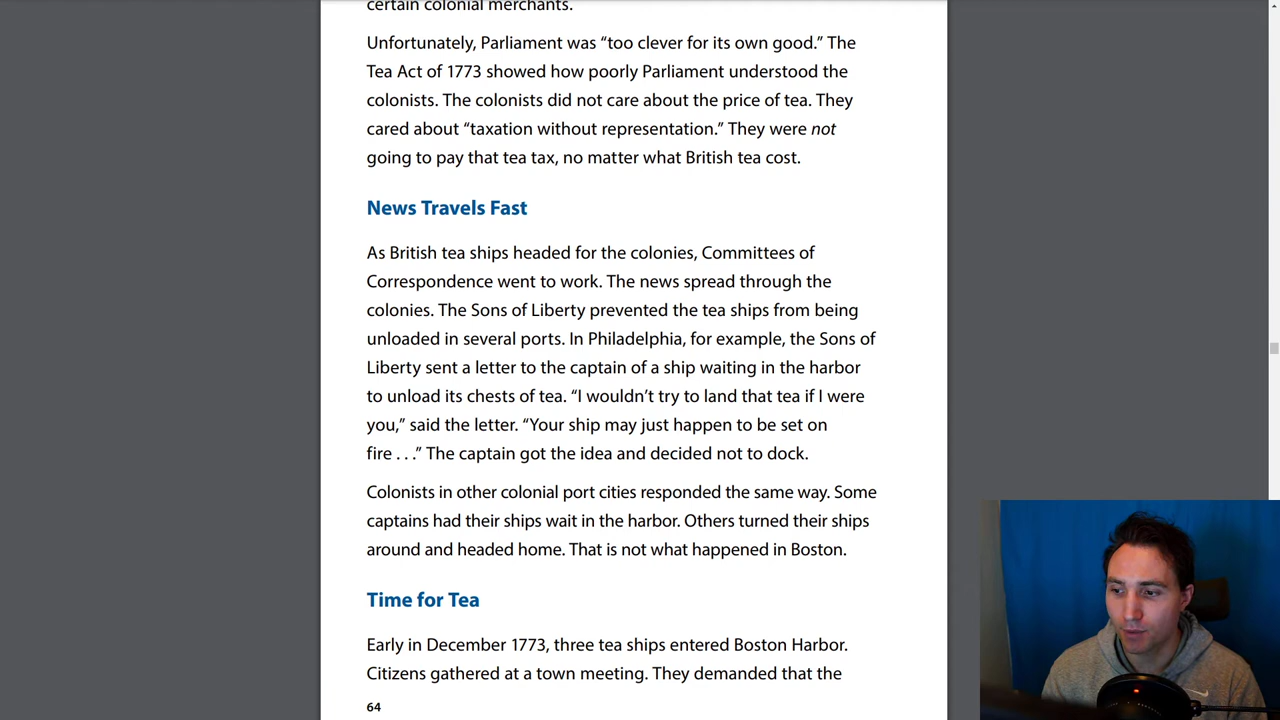 certain colonial merchants.
Unfortunately, Parliament was “too clever for its own good.” The
Tea Act of 1773 showed how poorly Parliament understood the
colonists. The colonists did not care about the price of tea. They
cared about “taxation without representation.” They were not
going to pay that tea tax, no matter what British tea cost.
News Travels Fast
As British tea ships headed for the colonies, Committees of
Correspondence went to work. The news spread through the
colonies. The Sons of Liberty prevented the tea ships from being
unloaded in several ports. In Philadelphia, for example, the Sons of
Liberty sent a letter to the captain of a ship waiting in the harbor
to unload its chests of tea. “I wouldn’t try to land that tea if I were
you,” said the letter. “Your ship may just happen to be set on
fire . . .” The captain got the idea and decided not to dock.
Colonists in other colonial port cities responded the same way. Some
captains had their ships wait in the harbor. Others turned their ships
around and headed home. That is not what happened in Boston.
Time for Tea
Early in December 1773, three tea ships entered Boston Harbor.
Citizens gathered at a town meeting. They demanded that the
64